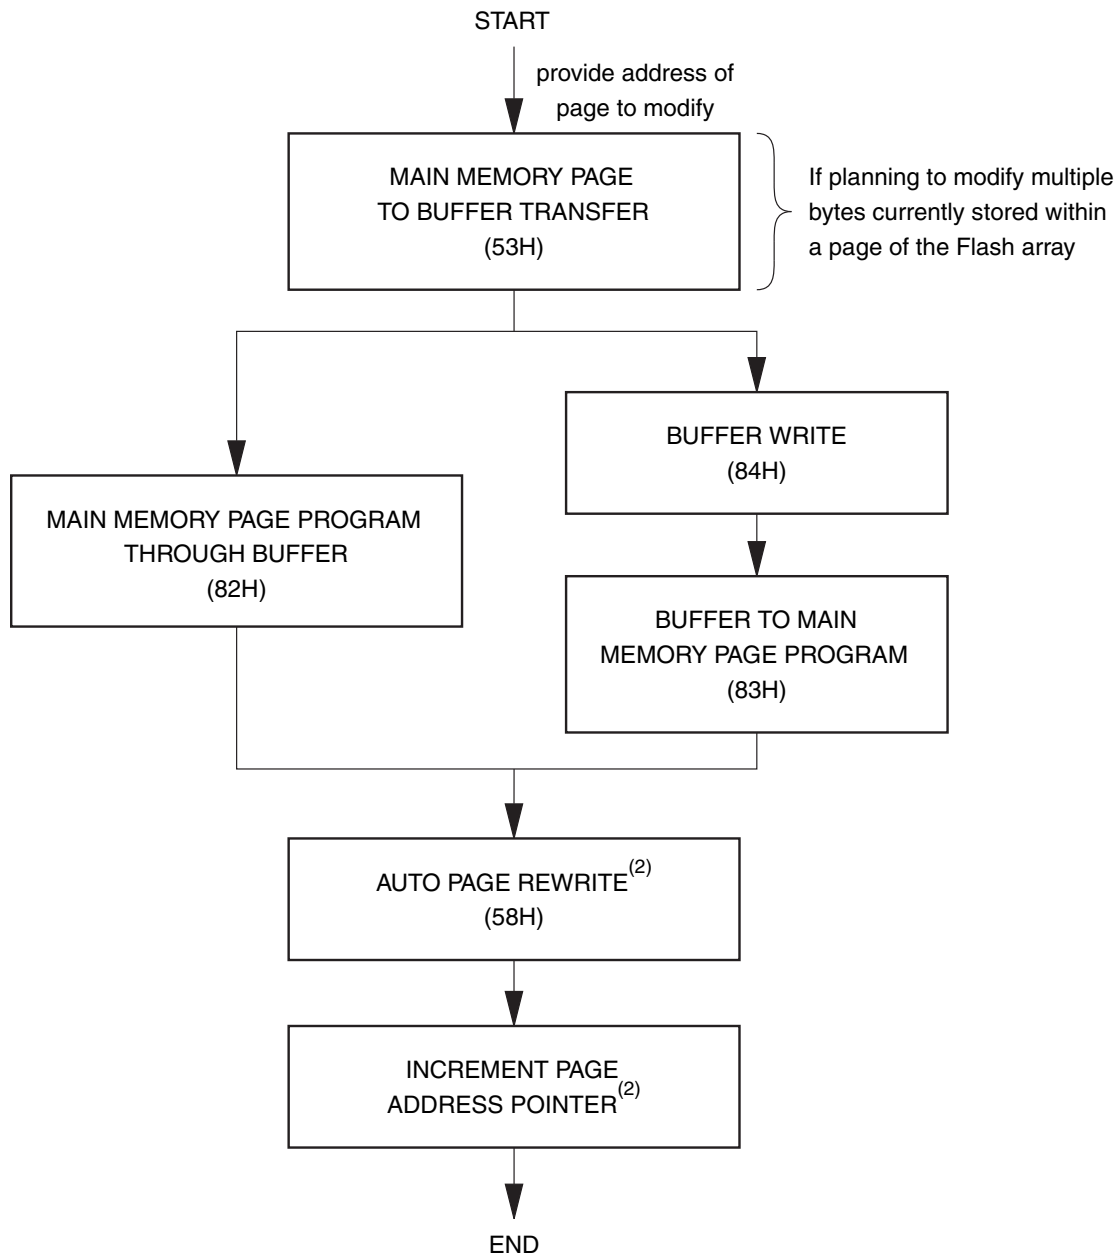 START
provide address of
page to modify
MAIN MEMORY PAGE
TO BUFFER TRANSFER
(53H)
If planning to modify multiple
bytes currently stored within
a page of the Flash array
BUFFER WRITE
(84H)
MAIN MEMORY PAGE PROGRAM
THROUGH BUFFER
(82H)
BUFFER TO MAIN
MEMORY PAGE PROGRAM
(83H)
AUTO PAGE REWRITE(2)
(58H)
INCREMENT PAGE
ADDRESS POINTER(2)
END